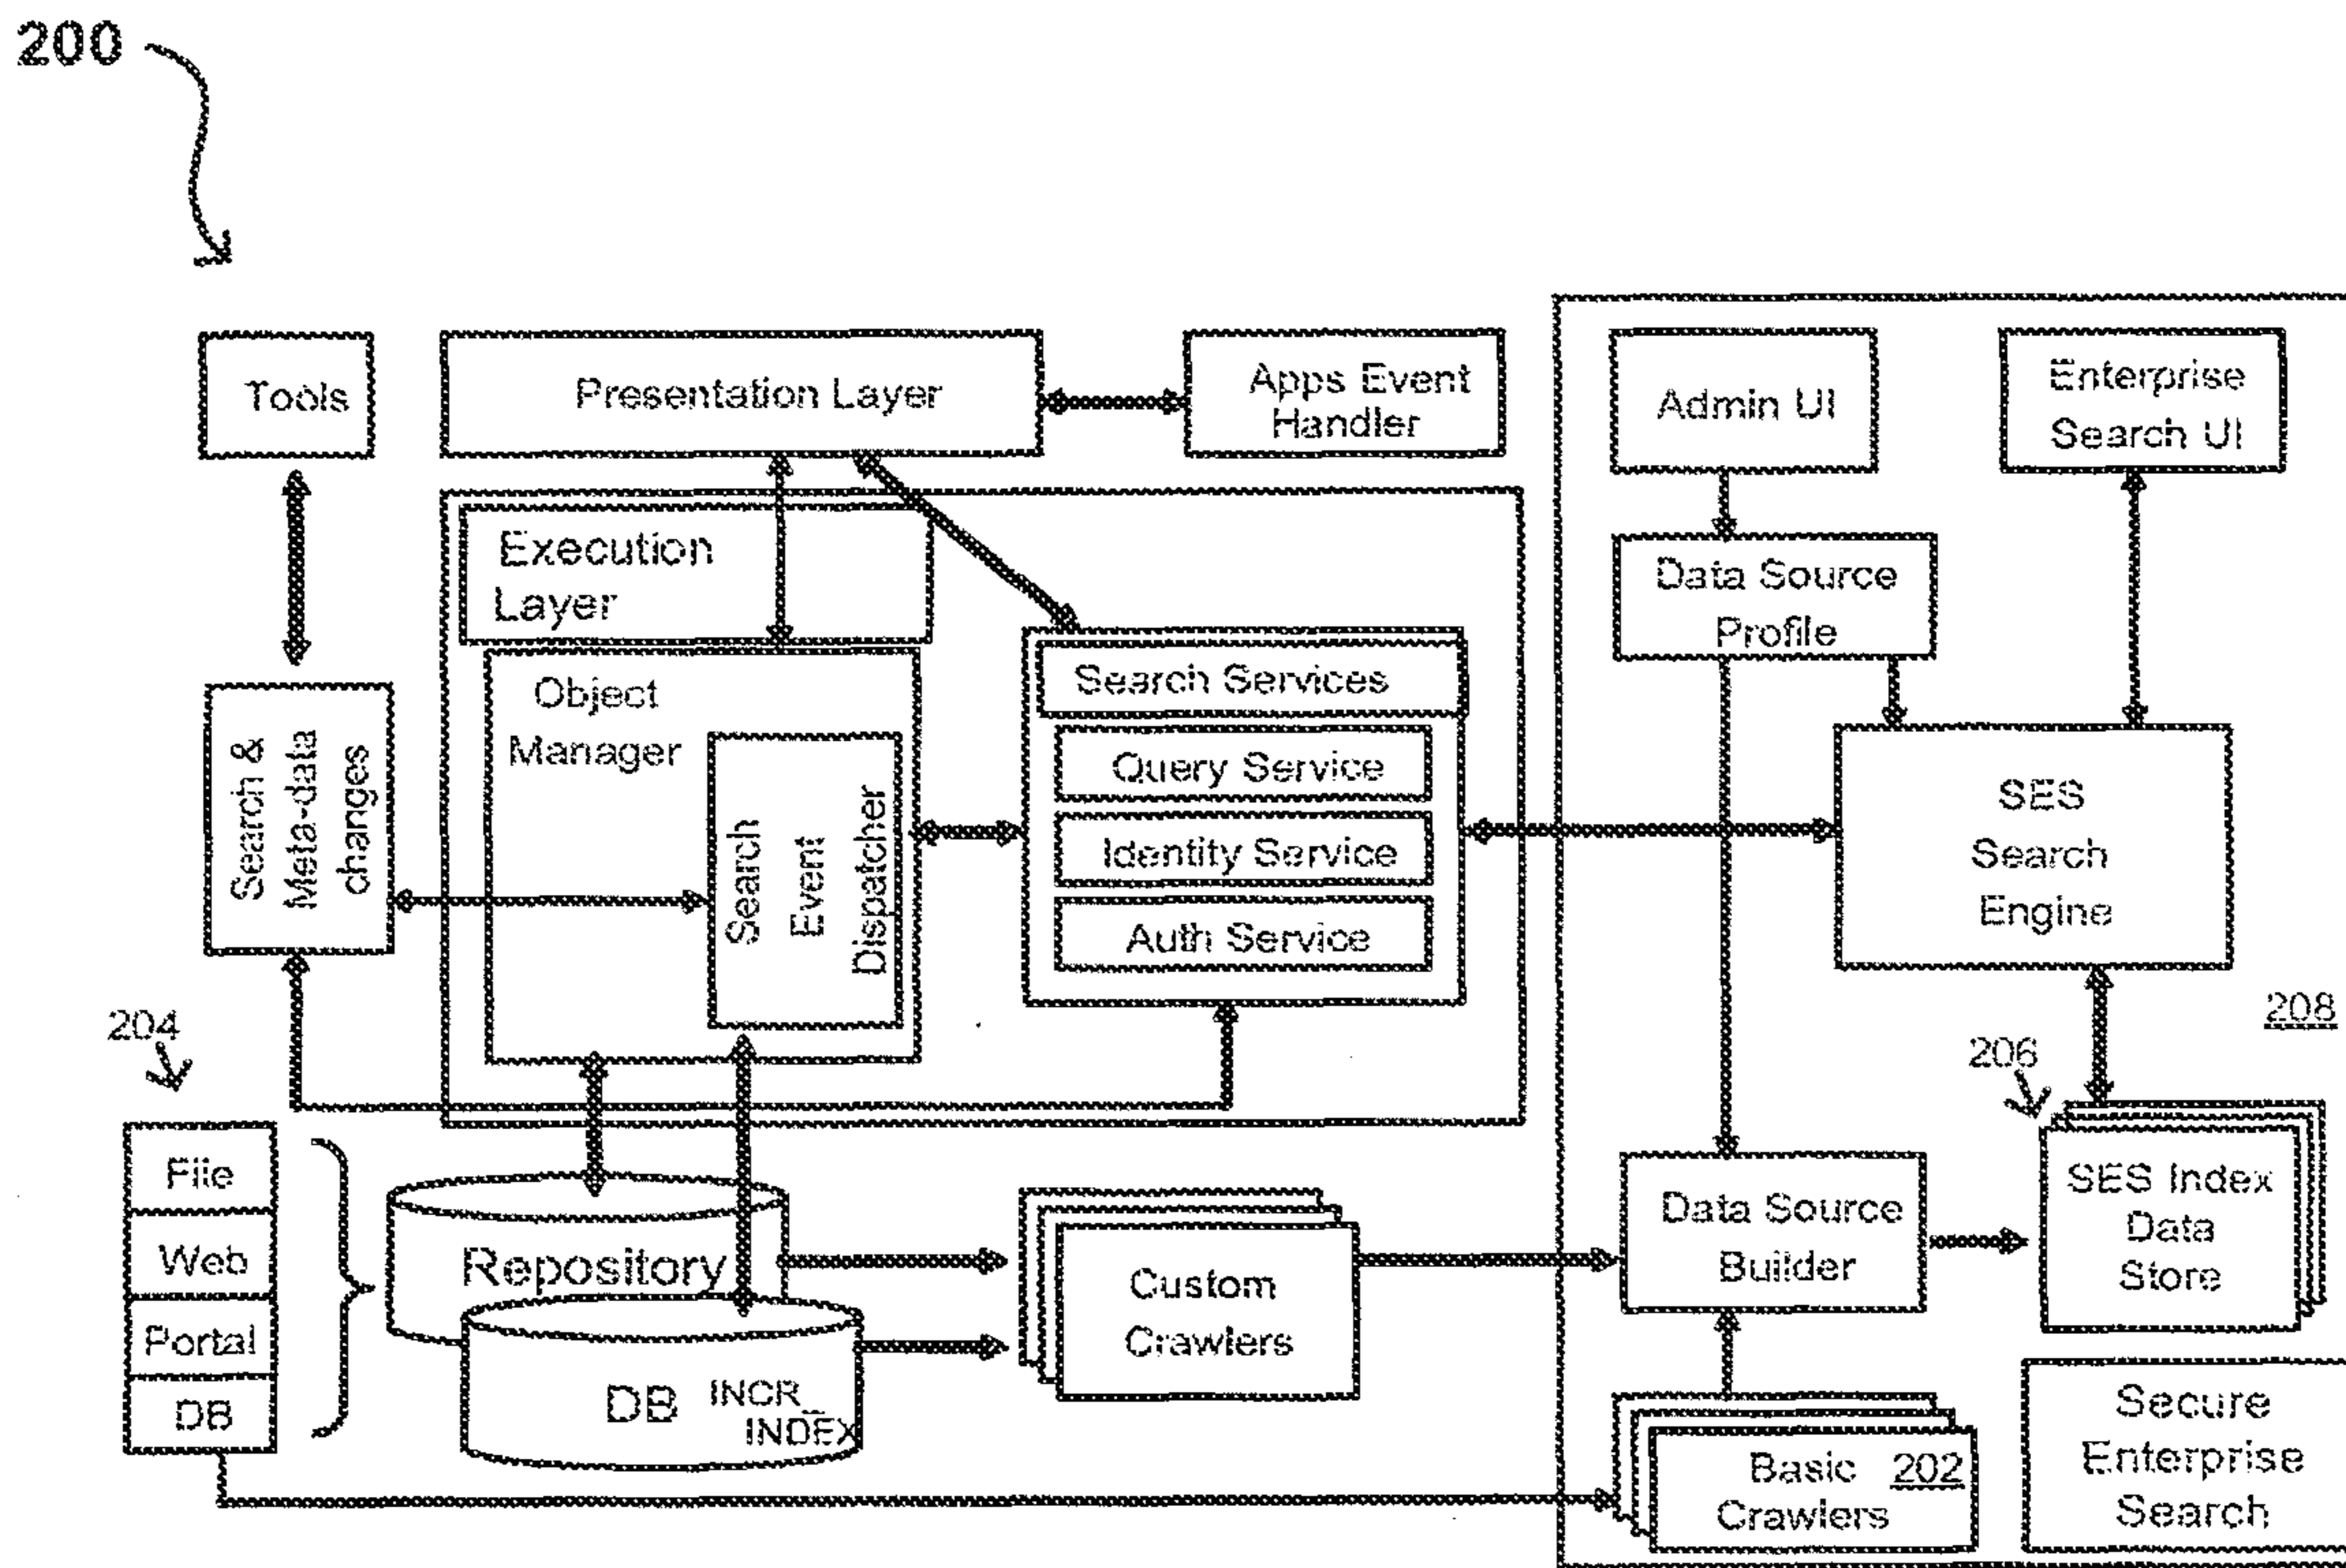 200
Tools
Presentation Layer
Apps Event
Handler
Admin UI
Enterprise
Search UI
Execution
Layer
Data Source
Profile
Object
Manager
Search Services
Search &
Meta-data
changes
Search
Event
Dispatcher
Query Service
Identity Service
Auth Service
SES
Search
Engine
204
208
206
File
Web
Portal
DB
Repository
DB
INCR_
INDEX
Custom
Crawlers
Data Source
Builder
SES Index
Data
Store
Basic 202
Crawlers
Secure
Enterprise
Search